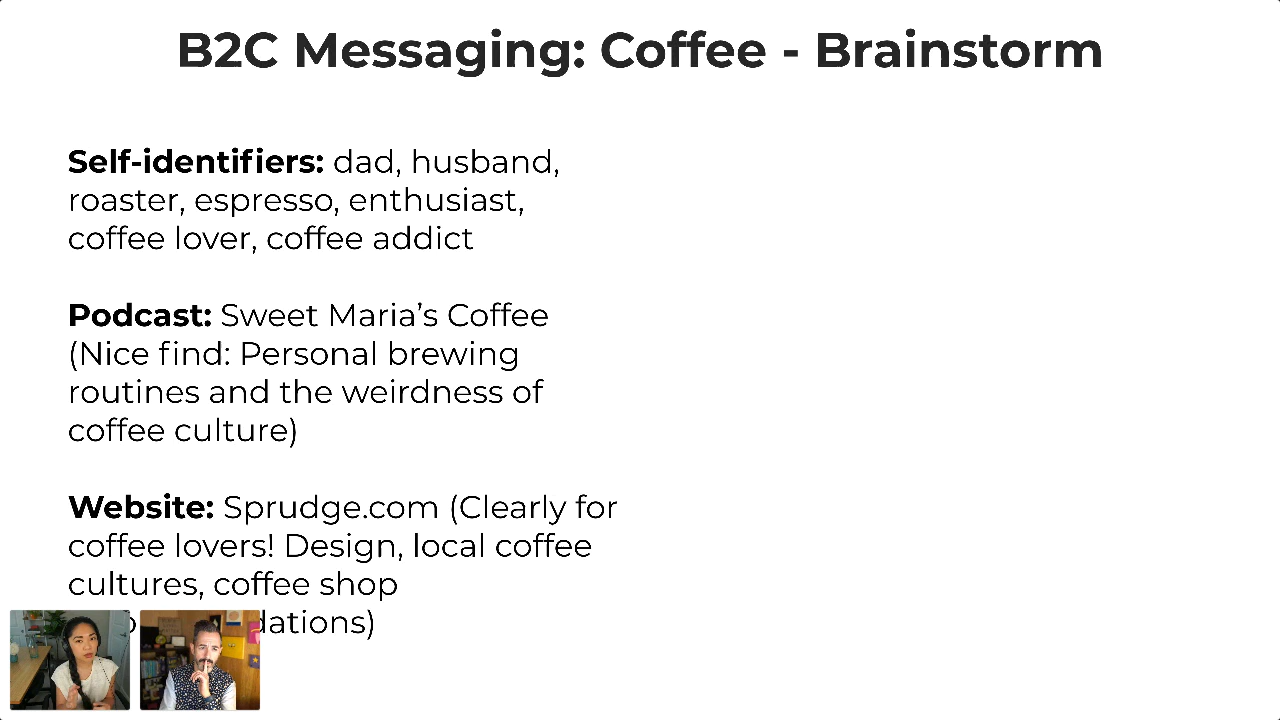 B2C Messaging: Coffee - Brainstorm
Self-identifiers: dad, husband,
roaster, espresso, enthusiast,
coffee lover, coffee addict
Podcast: Sweet Maria’s Coffee
(Nice find: Personal brewing
routines and the weirdness of
coffee culture)
Website: Sprudge.com (Clearly for
coffee lovers! Design, local coffee
cultures, coffee shop
dations)